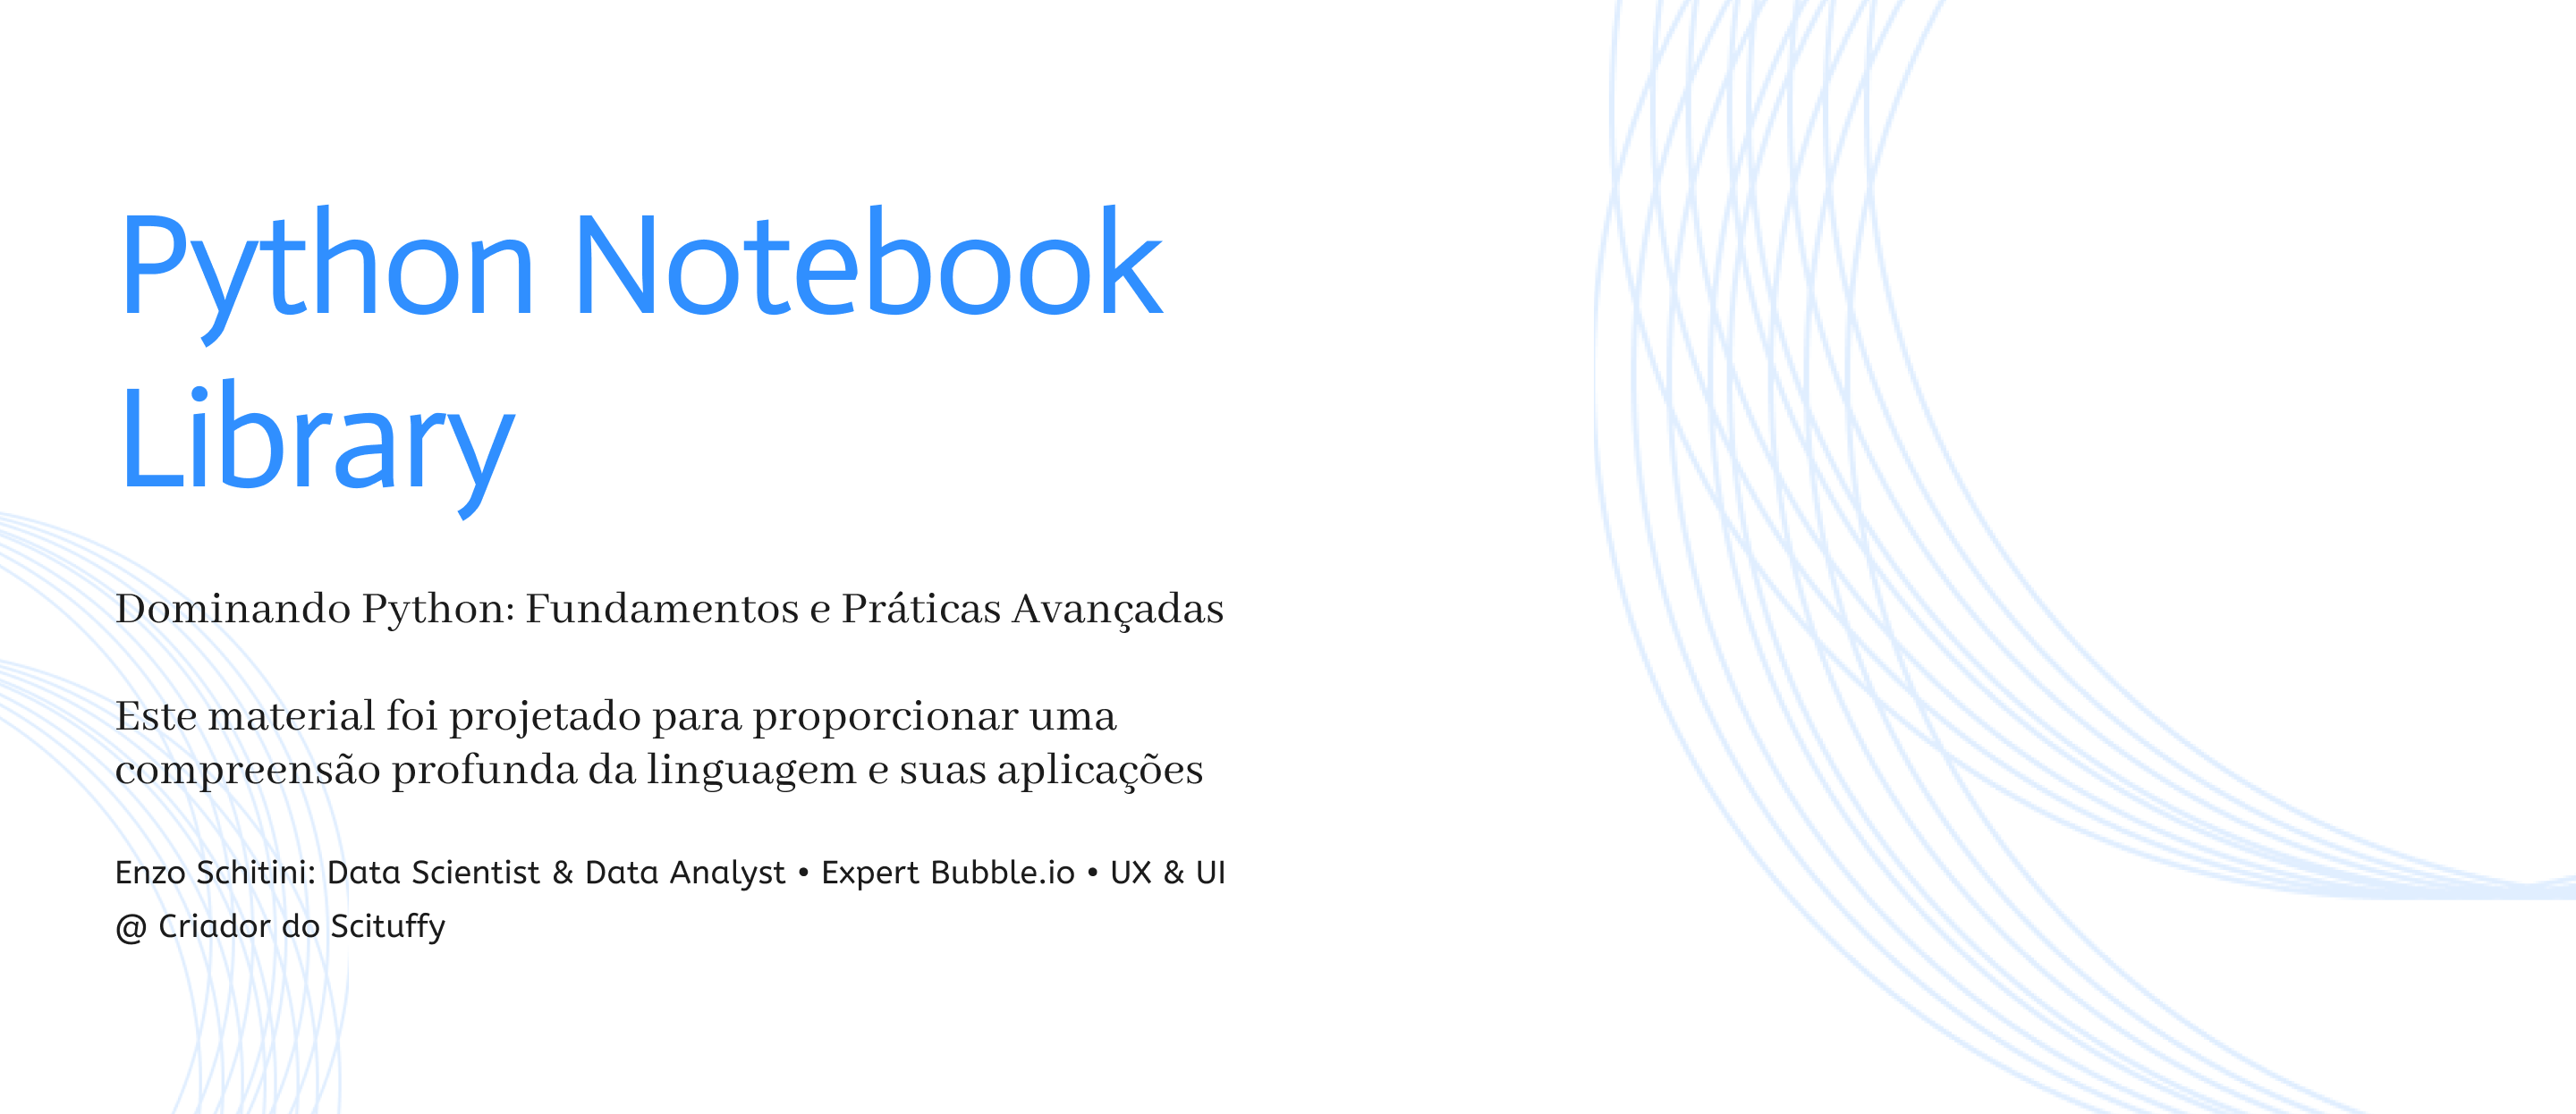 Python Notebook
Library
Dominando Python: Fundamentos e Práticas Avançadas
Este material foi projetado para proporcionar uma
compreensão profunda da linguagem e suas aplicações
Enzo Schitini: Data Scientist & Data Analyst • Expert Bubble.io • UX & UI
@ Criador do Scituffy